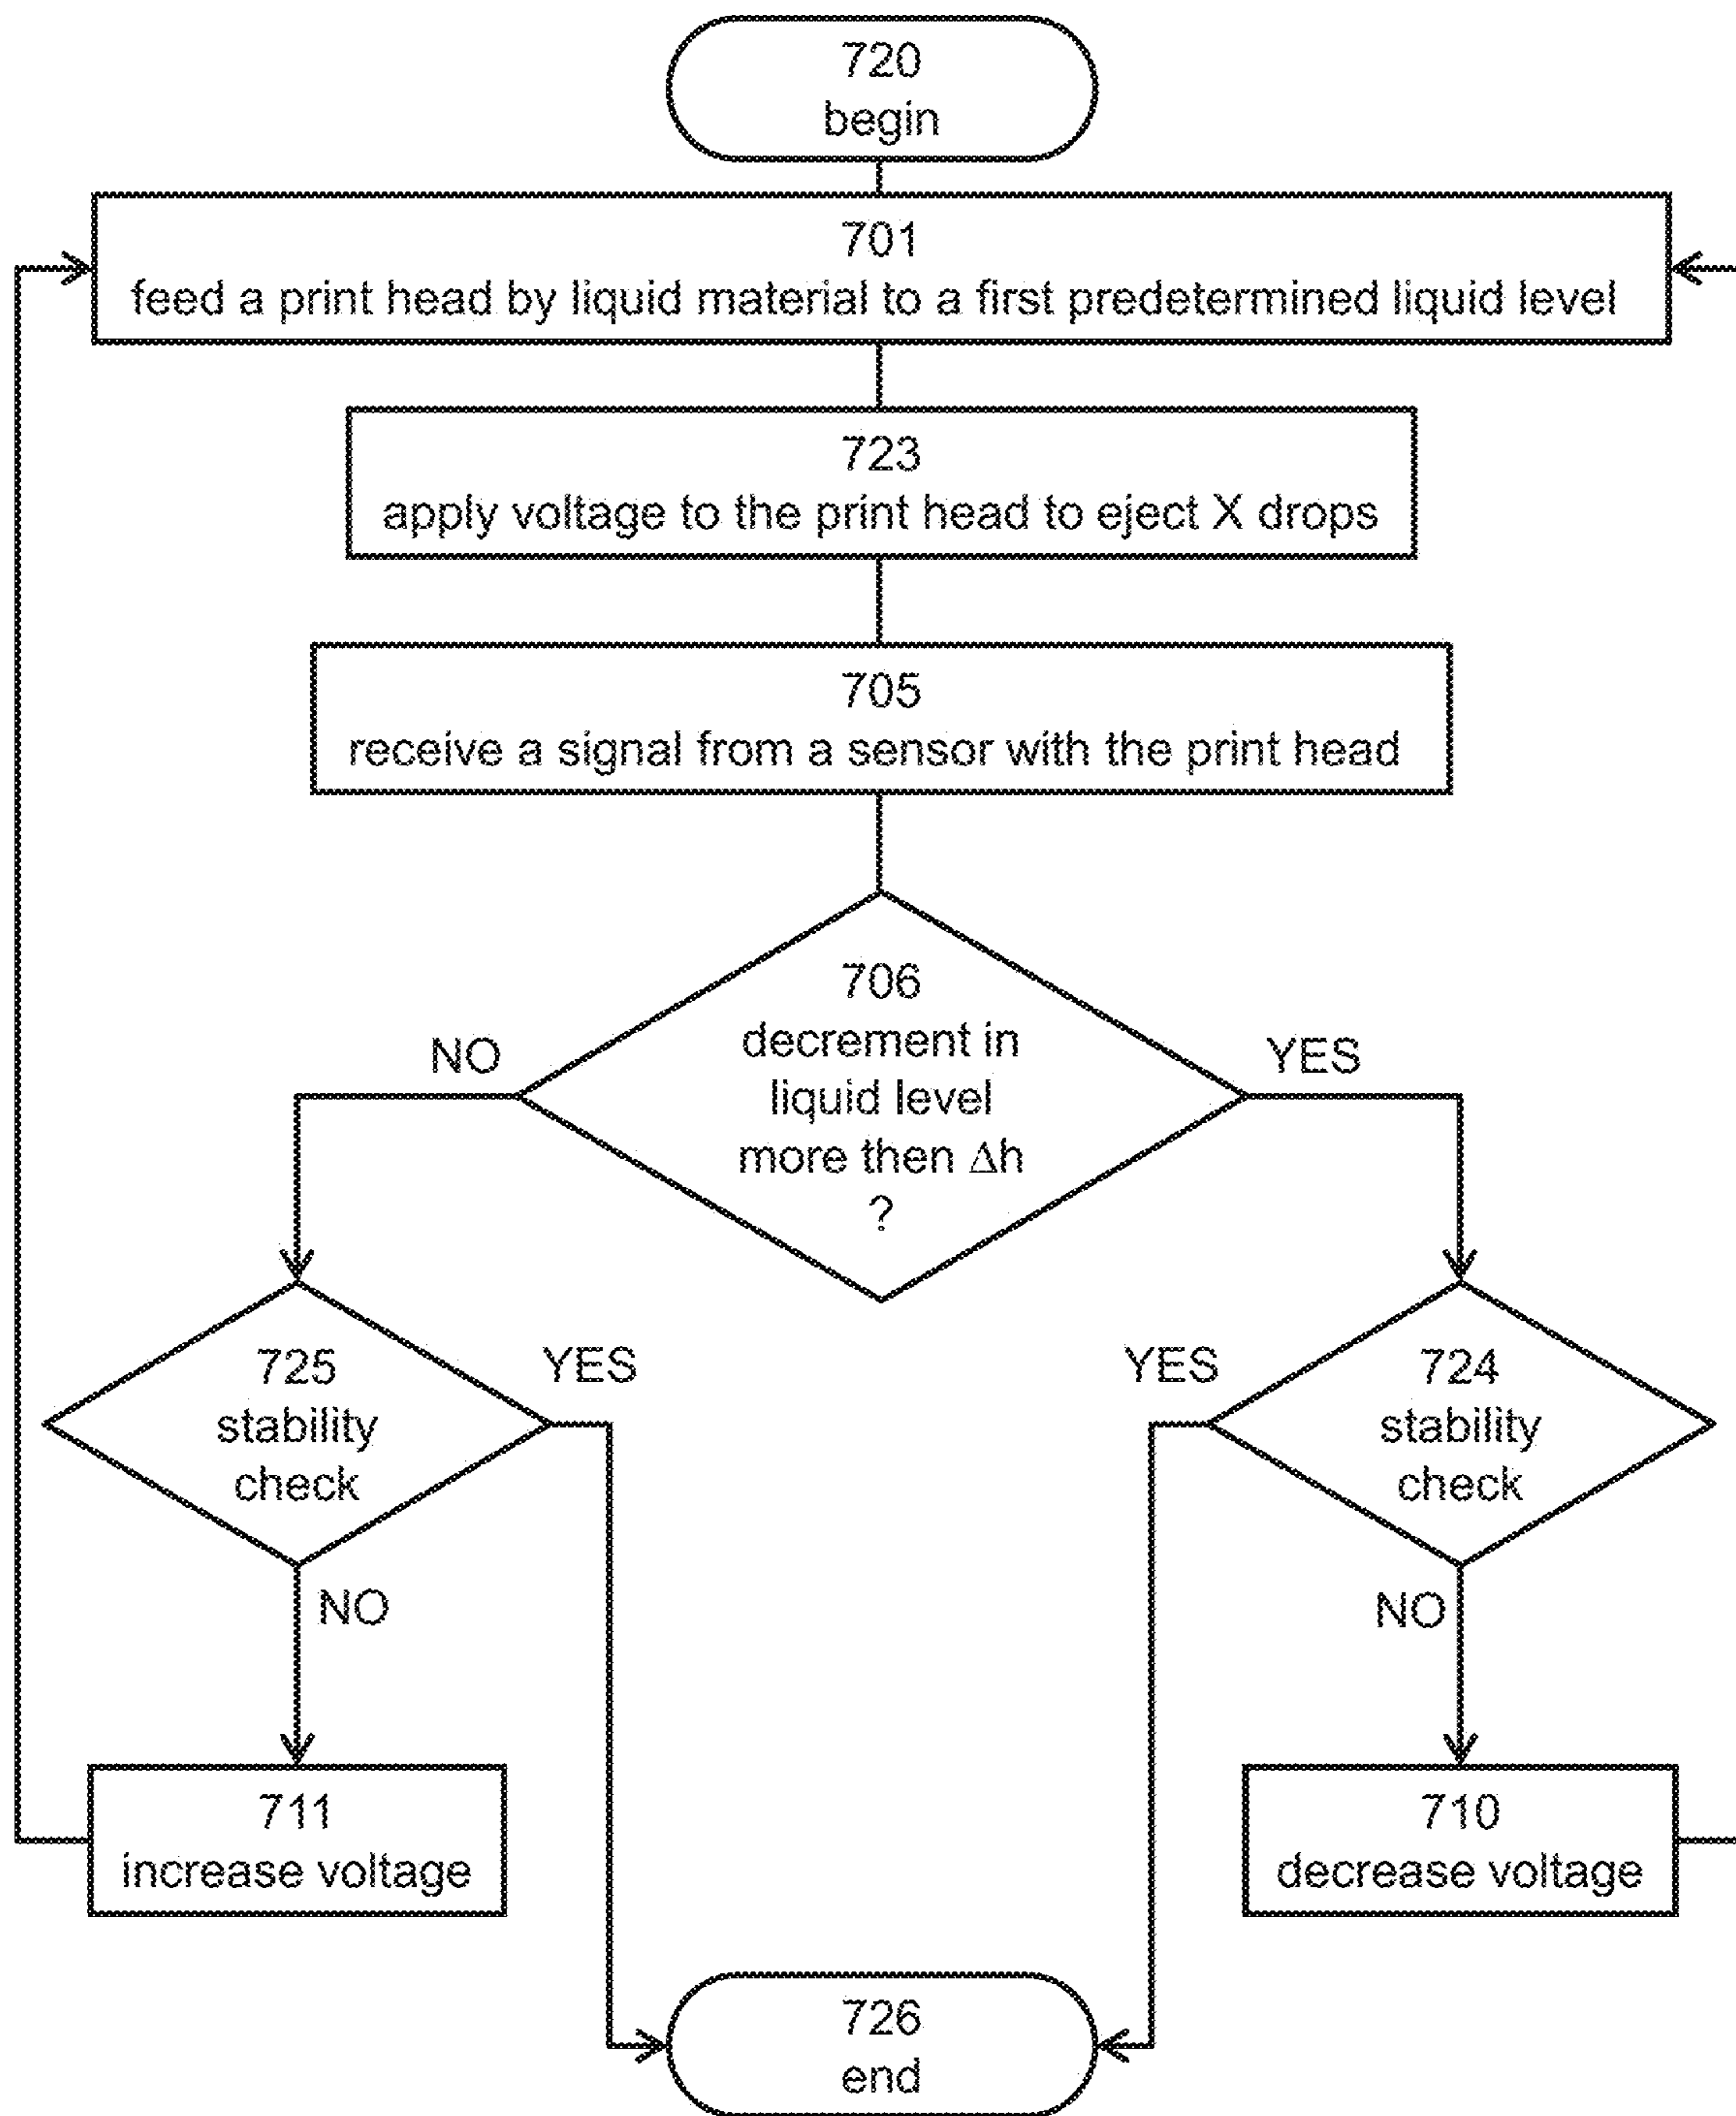 720
begin
701
feed a print head by liquid material to a first predetermined liquid level
723
apply voltage to the print head to eject X drops
705
receive a signal from a sensor with the print head
706
decrement in
liquid level
more then Δh
?
NO
YES
725
stability
check
YES
NO
724
stability
check
YES
NO
711
increase voltage
710
decrease voltage
726
end